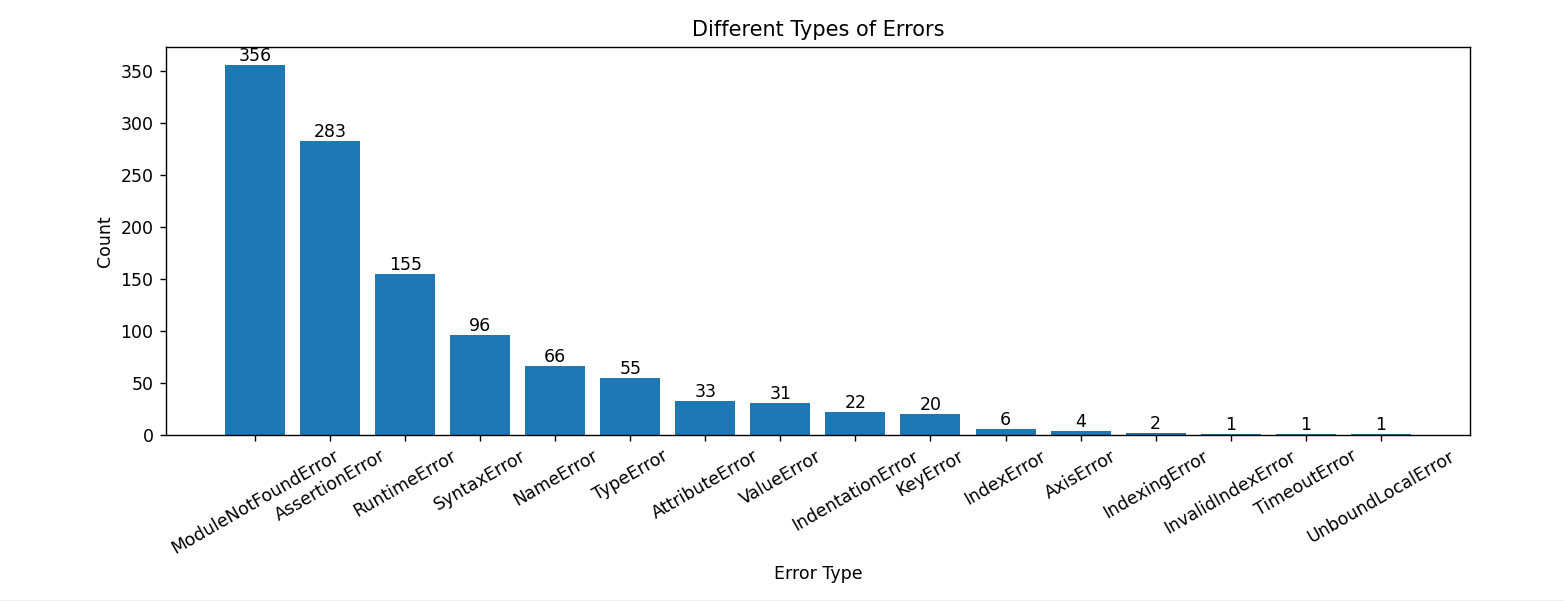 Different Types of Errors
Count
350
300
250
200
150
100
50
0
356
283
155
96
66
55
33
31
22
20
6
4
2
1
1
1
ModuleNotFoundError
AssertionError
RuntimeError
SyntaxError
NameError
TypeError
AttributeError
ValueError
IndentationError
KeyError
IndexError
AxisError
IndexingError
InvalidIndexError
TimeoutError
UnboundLocalError
Error Type